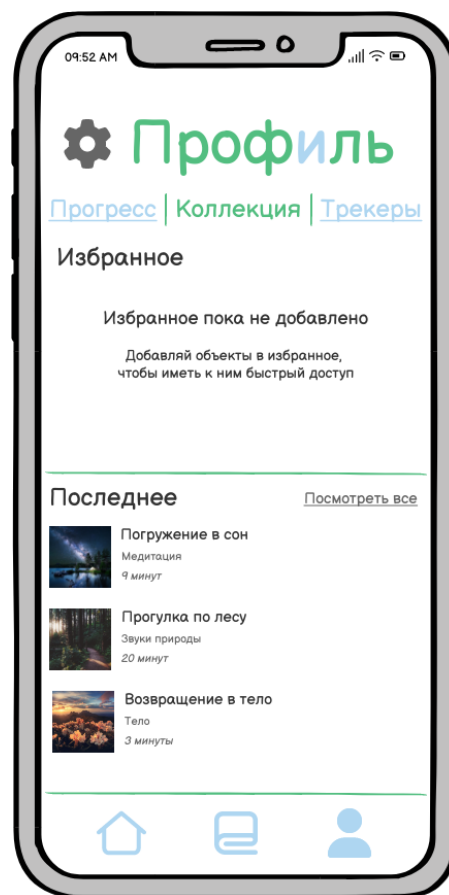 09:52 AM
Профиль
Прогресс | Коллекция | Трекеры
Избранное
Избранное пока не добавлено
Добавляй объекты в избранное,
чтобы иметь к ним быстрый доступ
Последнее
Посмотреть все
Погружение в сон
Медитация
9 минут
Прогулка по лесу
Звуки природы
20 минут
Возвращение в тело
Тело
3 минуты